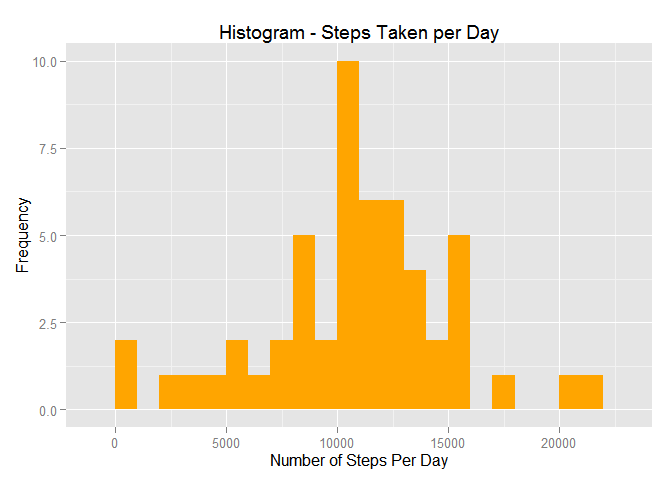 Histogram - Steps Taken per Day
10.0
7.5
5.0
2.5
0.0
Frequency
0 5000 10000 15000 20000
Number of Steps Per Day